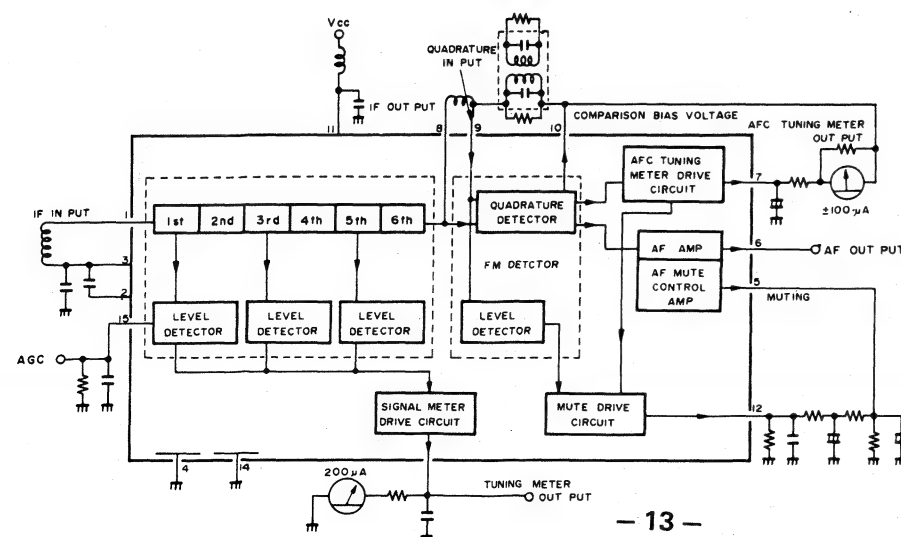 Vcc
QUADRATURE
IN PUT
IF OUT PUT
11
8
9
10
COMPARISON BIAS VOLTAGE
AFC TUNING METER
OUT PUT
AFC TUNING
METER DRIVE
CIRCUIT
7
±100μA
IF IN PUT
1
1st 2nd 3rd 4th 5th 6th
QUADRATURE
DETECTOR
3
2
FM DETCTOR
AF AMP
6
AF OUT PUT
AF MUTE
CONTROL
AMP
5
MUTING
15
LEVEL
DETECTOR
LEVEL
DETECTOR
LEVEL
DETECTOR
LEVEL
DETECTOR
AGC
SIGNAL METER
DRIVE CIRCUIT
MUTE DRIVE
CIRCUIT
12
4
14
200μA
TUNING METER
OUT PUT
– 13 –